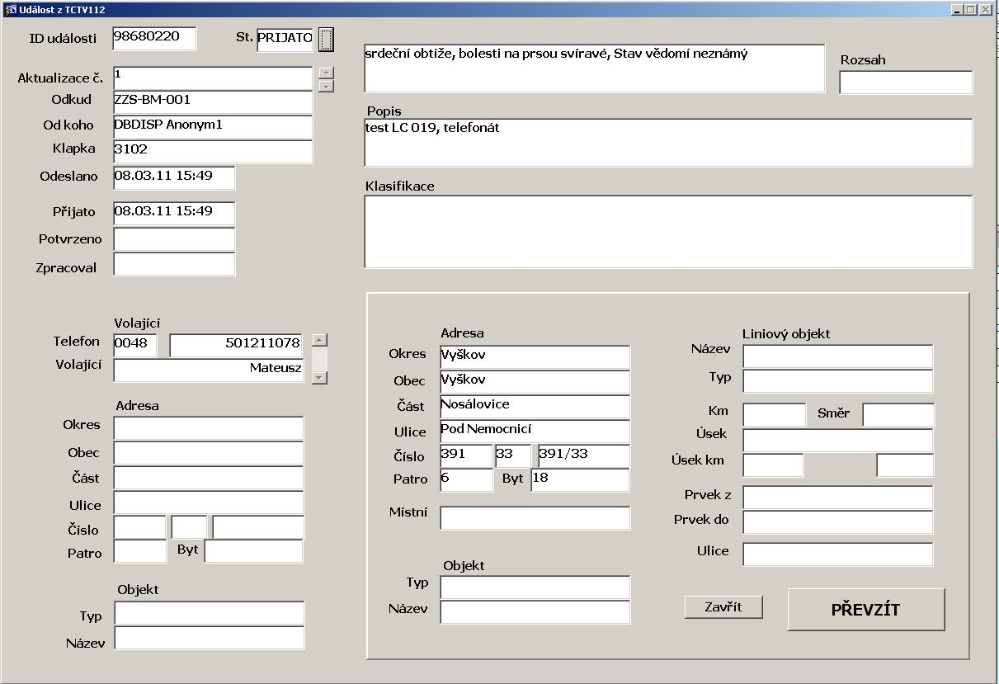 Událost z TCTV112
ID události 98680220 St. PRIJATO
Aktualizace č. 1
Odkud ZZS-BM-001
Od koho DBDISP Anonym1
Klapka 3102
Odeslano 08.03.11 15:49
Přijato 08.03.11 15:49
Potvrzeno
Zpracoval
srdeční obtíže, bolesti na prsou svíravé, Stav vědomí neznámý
Rozsah
Popis
test LC 019, telefonát
Klasifikace
Volající
Telefon 0048 501211078
Volající Mateusz
Adresa
Okres
Obec
Část
Ulice
Číslo
Patro Byt
Objekt
Typ
Název
Adresa
Okres Vyškov
Obec Vyškov
Část Nosálovice
Ulice Pod Nemocnicí
Číslo 391 33 391/33
Patro 6 Byt 18
Místní
Objekt
Typ
Název
Liniový objekt
Název
Typ
Km Směr
Úsek
Úsek km
Prvek z
Prvek do
Ulice
Zavřít PŘEVZÍT